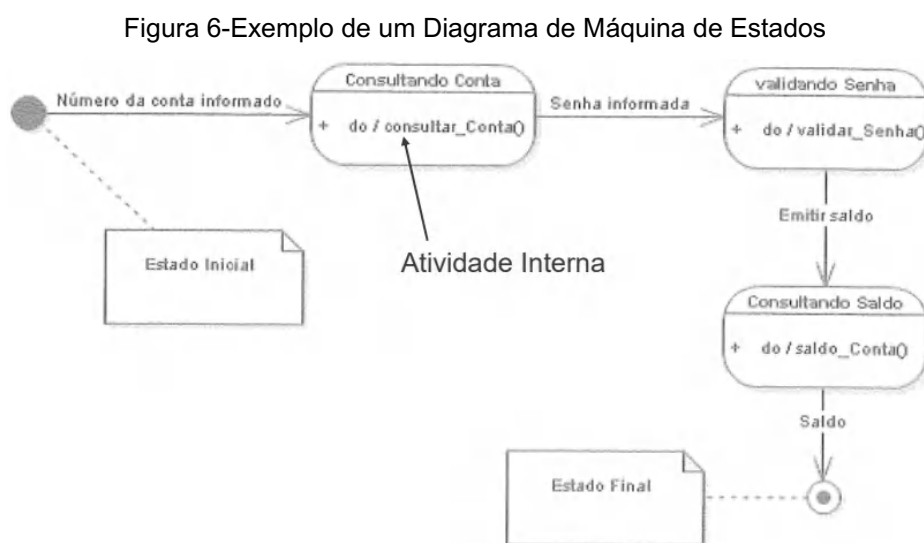 Figura 6-Exemplo de um Diagrama de Máquina de Estados
Número da conta informado
Consultando Conta
+ do / consultar_Conta()
Senha informada
validando Senha
+ do / validar_Senha()
Estado Inicial
Atividade Interna
Emitir saldo
Consultando Saldo
+ do / saldo_Conta()
Saldo
Estado Final